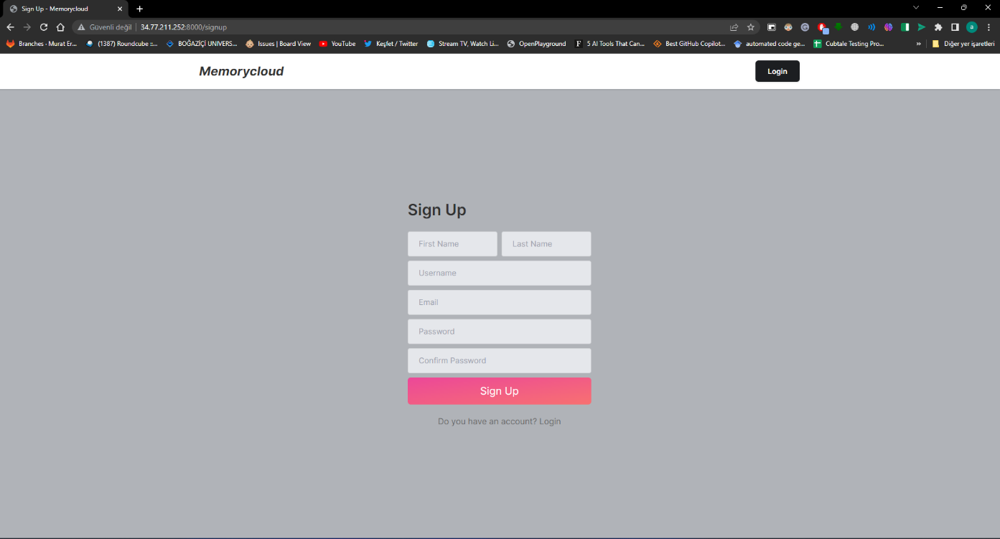 Sign Up - Memorycloud
Güvenli değil 34.77.211.252:8000/signup
a
Branches · Murat Er... (1387) Roundcube ::... BOĞAZİÇİ UNIVERS... Issues | Board View YouTube Keşfet / Twitter Stream TV, Watch Li... OpenPlayground 5 AI Tools That Can... Best GitHub Copilot... automated code ge... Cubtale Testing Pro... » Diğer yer işaretleri
Memorycloud Login
Sign Up
First Name Last Name
Username
Email
Password
Confirm Password
Sign Up
Do you have an account? Login